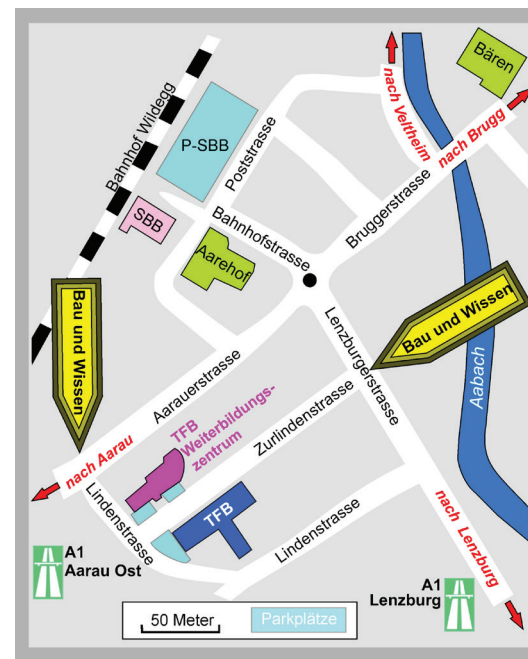 Bären
nach Veltheim
nach Brugg
Bahnhof Wildegg
P-SBB
Poststrasse
SBB
Bahnhofstrasse
Bruggerstrasse
Aarehof
Bau und Wissen
Bau und Wissen
Lenzburgerstrasse
Aabach
Aarauerstrasse
TFB
Weiterbildungs-
zentrum
Zurlindenstrasse
nach Aarau
Lindenstrasse
TFB
Lindenstrasse
nach Lenzburg
A1
Aarau Ost
A1
Lenzburg
50 Meter
Parkplätze